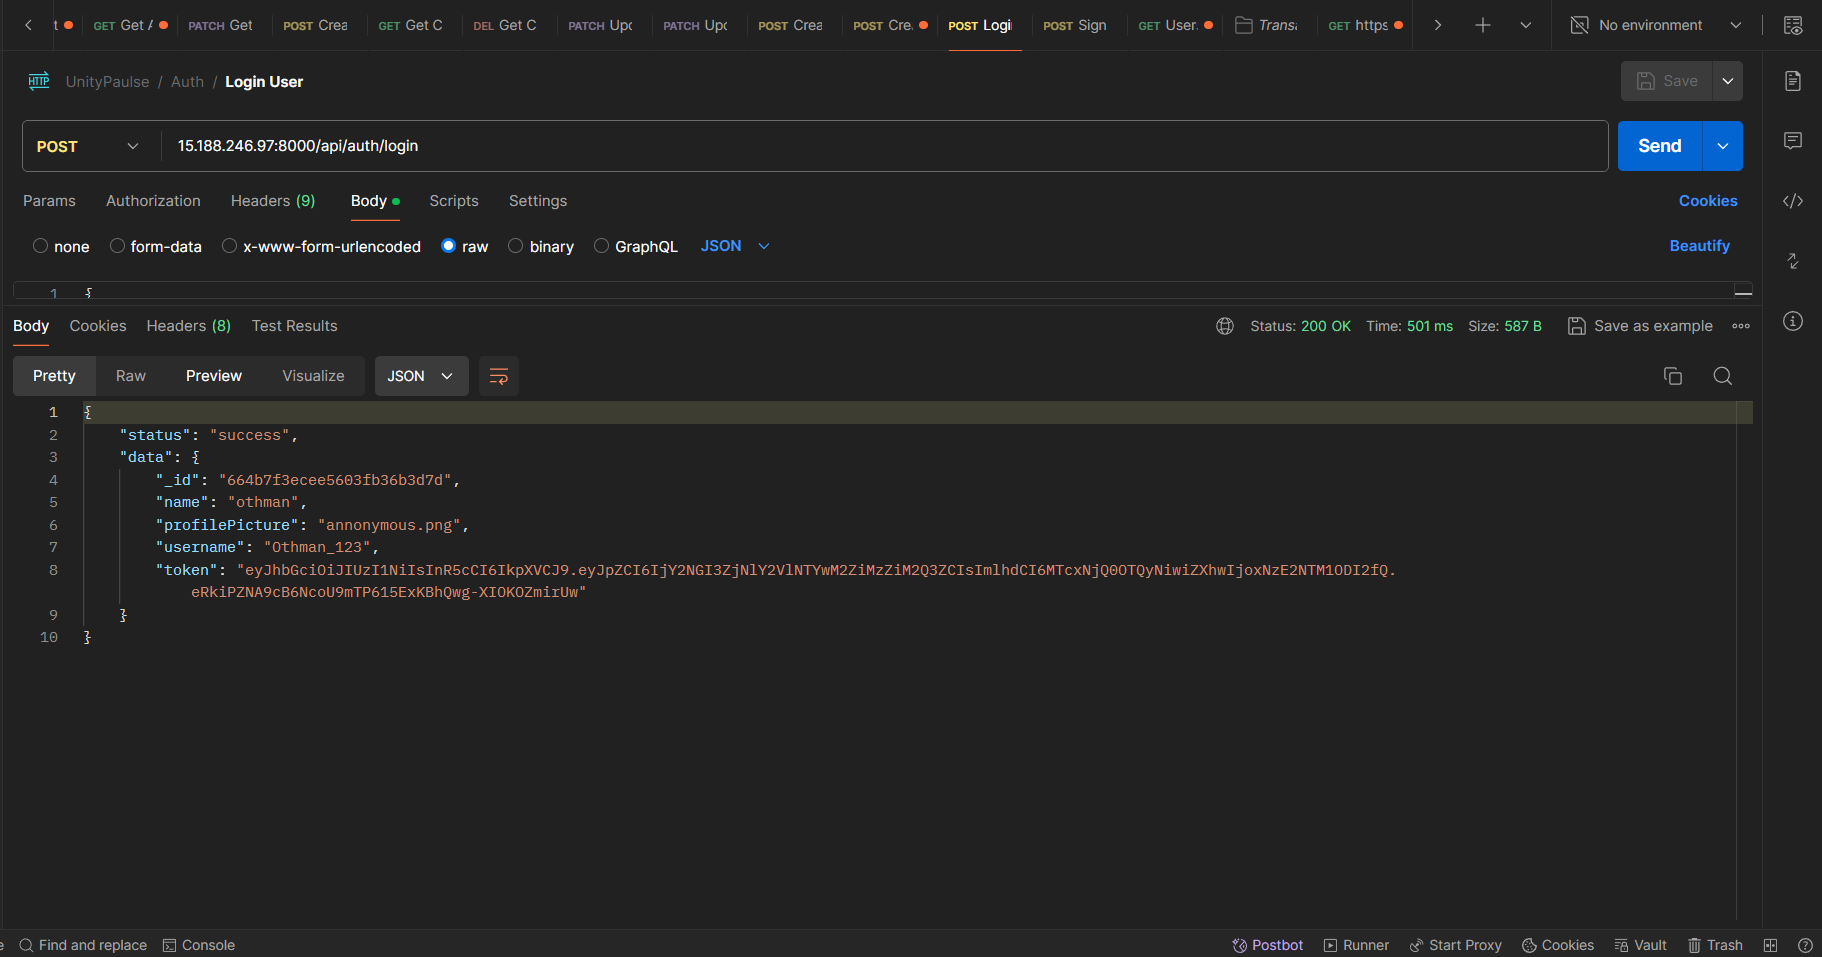 t GET Get A PATCH Get POST Crea GET Get C DEL Get C PATCH Upd PATCH Upd POST Crea POST Cre. POST Logi POST Sign GET User. Trans. GET https No environment
HTTP UnityPaulse / Auth / Login User Save
POST 15.188.246.97:8000/api/auth/login Send
Params Authorization Headers (9) Body Scripts Settings Cookies
none form-data x-www-form-urlencoded raw binary GraphQL JSON Beautify
1 {
Body Cookies Headers (8) Test Results Status: 200 OK Time: 501 ms Size: 587 B Save as example
Pretty Raw Preview Visualize JSON
1 {
2 "status": "success",
3 "data": {
4 "_id": "664b7f3ecee5603fb36b3d7d",
5 "name": "othman",
6 "profilePicture": "annonymous.png",
7 "username": "Othman_123",
8 "token": "eyJhbGciOiJIUzI1NiIsInR5cCI6IkpXVCJ9.eyJpZCI6IjY2NGI3ZjNlY2VlNTYwM2ZiMzZiM2Q3ZCIsImlhdCI6MTcxNjQ0OTQyNiwiZXhwIjoxNzE2NTM1ODI2fQ.
eRkiPZNA9cB6NcoU9mTP615ExKBhQwg-XIOKOZmirUw"
9 }
10 }
e Find and replace Console Postbot Runner Start Proxy Cookies Vault Trash